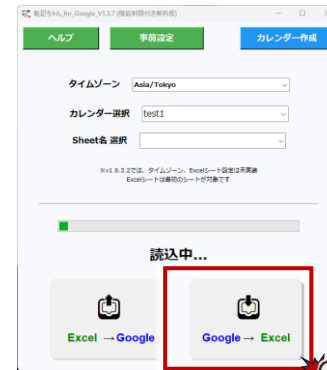 転記ちゃん_for_Google_V1.3.7 (機能制限付き無料版)
ヘルプ 事前設定 カレンダー作成
タイムゾーン Asia/Tokyo
カレンダー選択 test1
Sheet名 選択
※v1.6.3.2では、タイムゾーン、Excelシート設定は未実装
Excelシートは最初のシートが対象です
読込中...
Excel →Google Google→ Excel